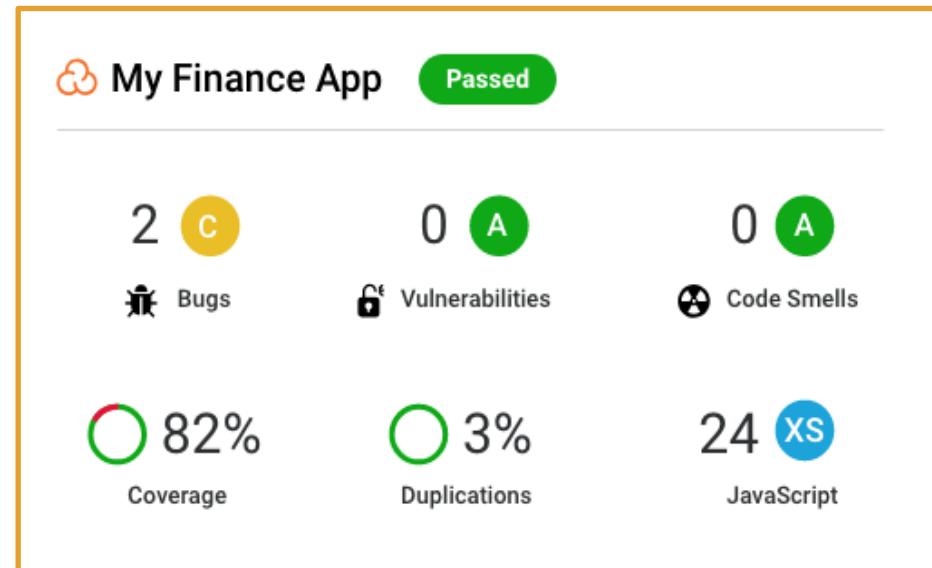 My Finance App Passed
2 C 0 A 0 A
Bugs Vulnerabilities Code Smells
82% 3% 24 XS
Coverage Duplications JavaScript